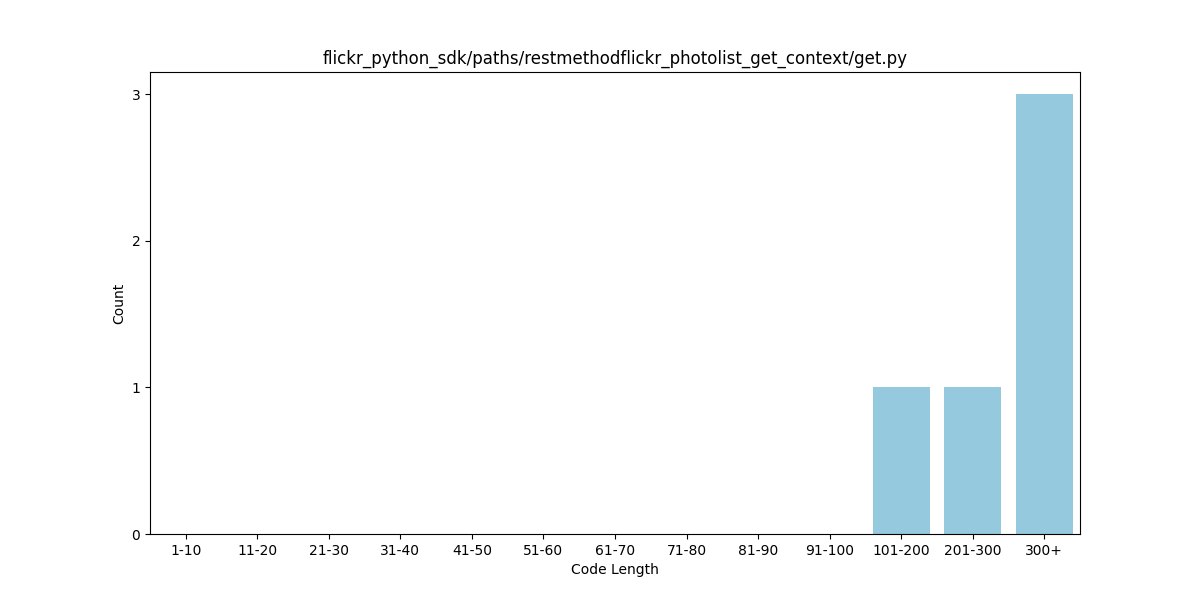 flickr_python_sdk/paths/restmethodflickr_photolist_get_context/get.py
3
2
1
0
Count
1-10 11-20 21-30 31-40 41-50 51-60 61-70 71-80 81-90 91-100 101-200 201-300 300+
Code Length